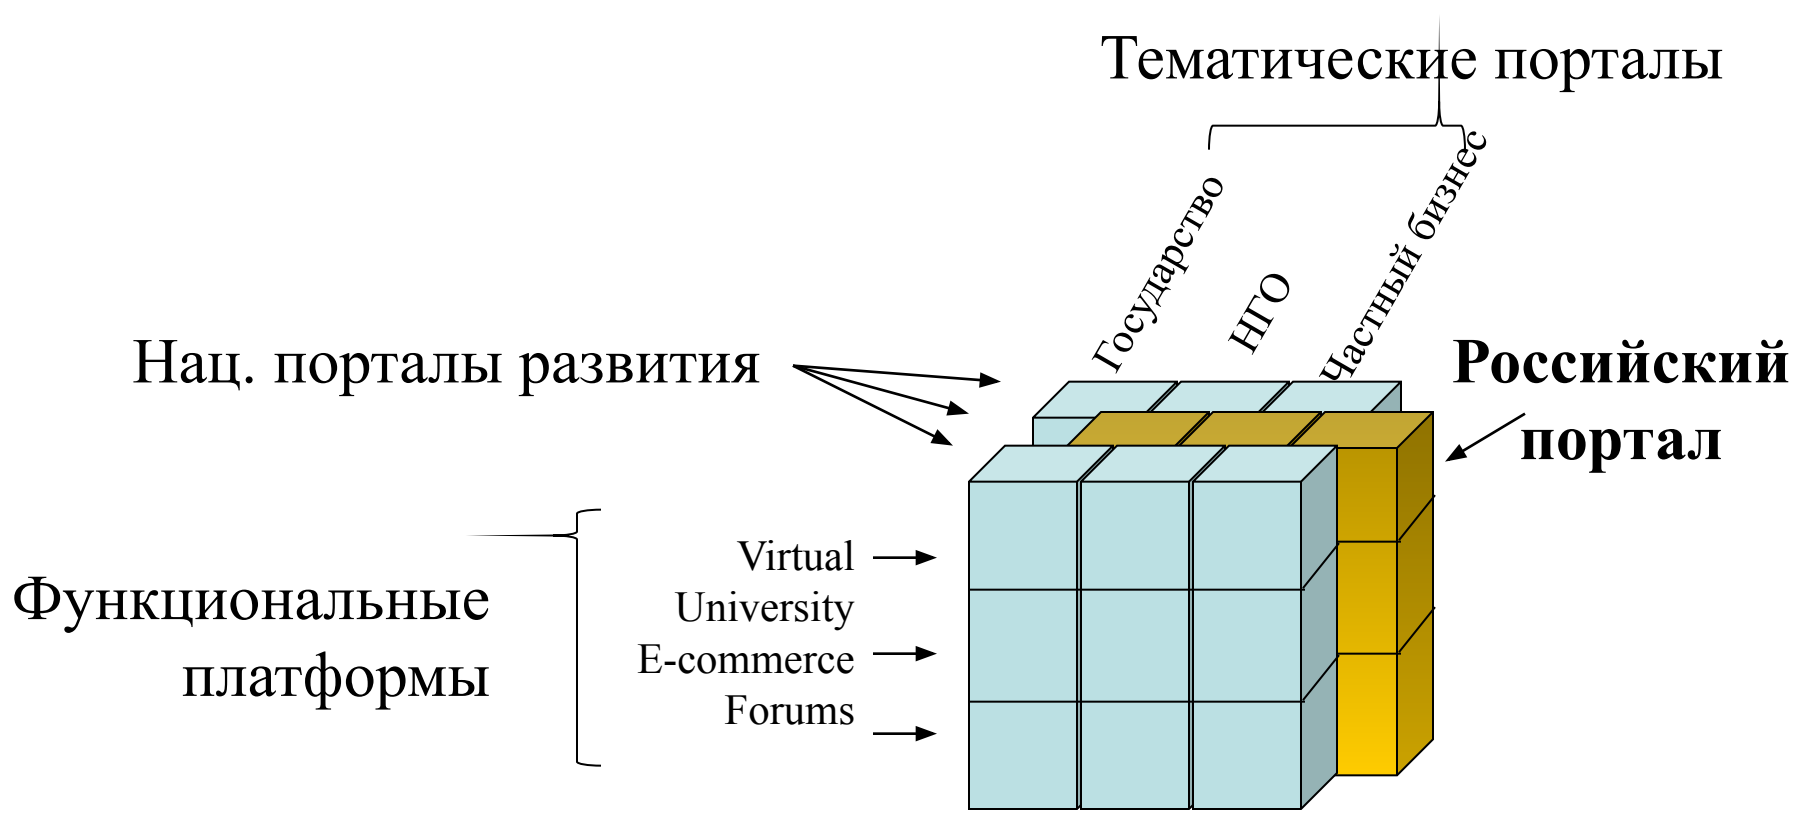 Тематические порталы
Государство
НГО
Частный бизнес
Нац. порталы развития
Российский
портал
Функциональные
платформы
Virtual
University
E-commerce
Forums